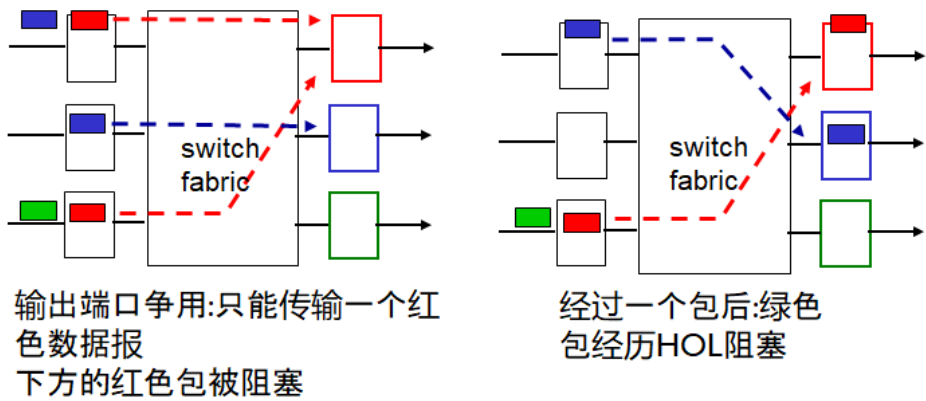 switch
fabric
switch
fabric
输出端口争用:只能传输一个红
色数据报
下方的红色包被阻塞
经过一个包后:绿色
包经历HOL阻塞